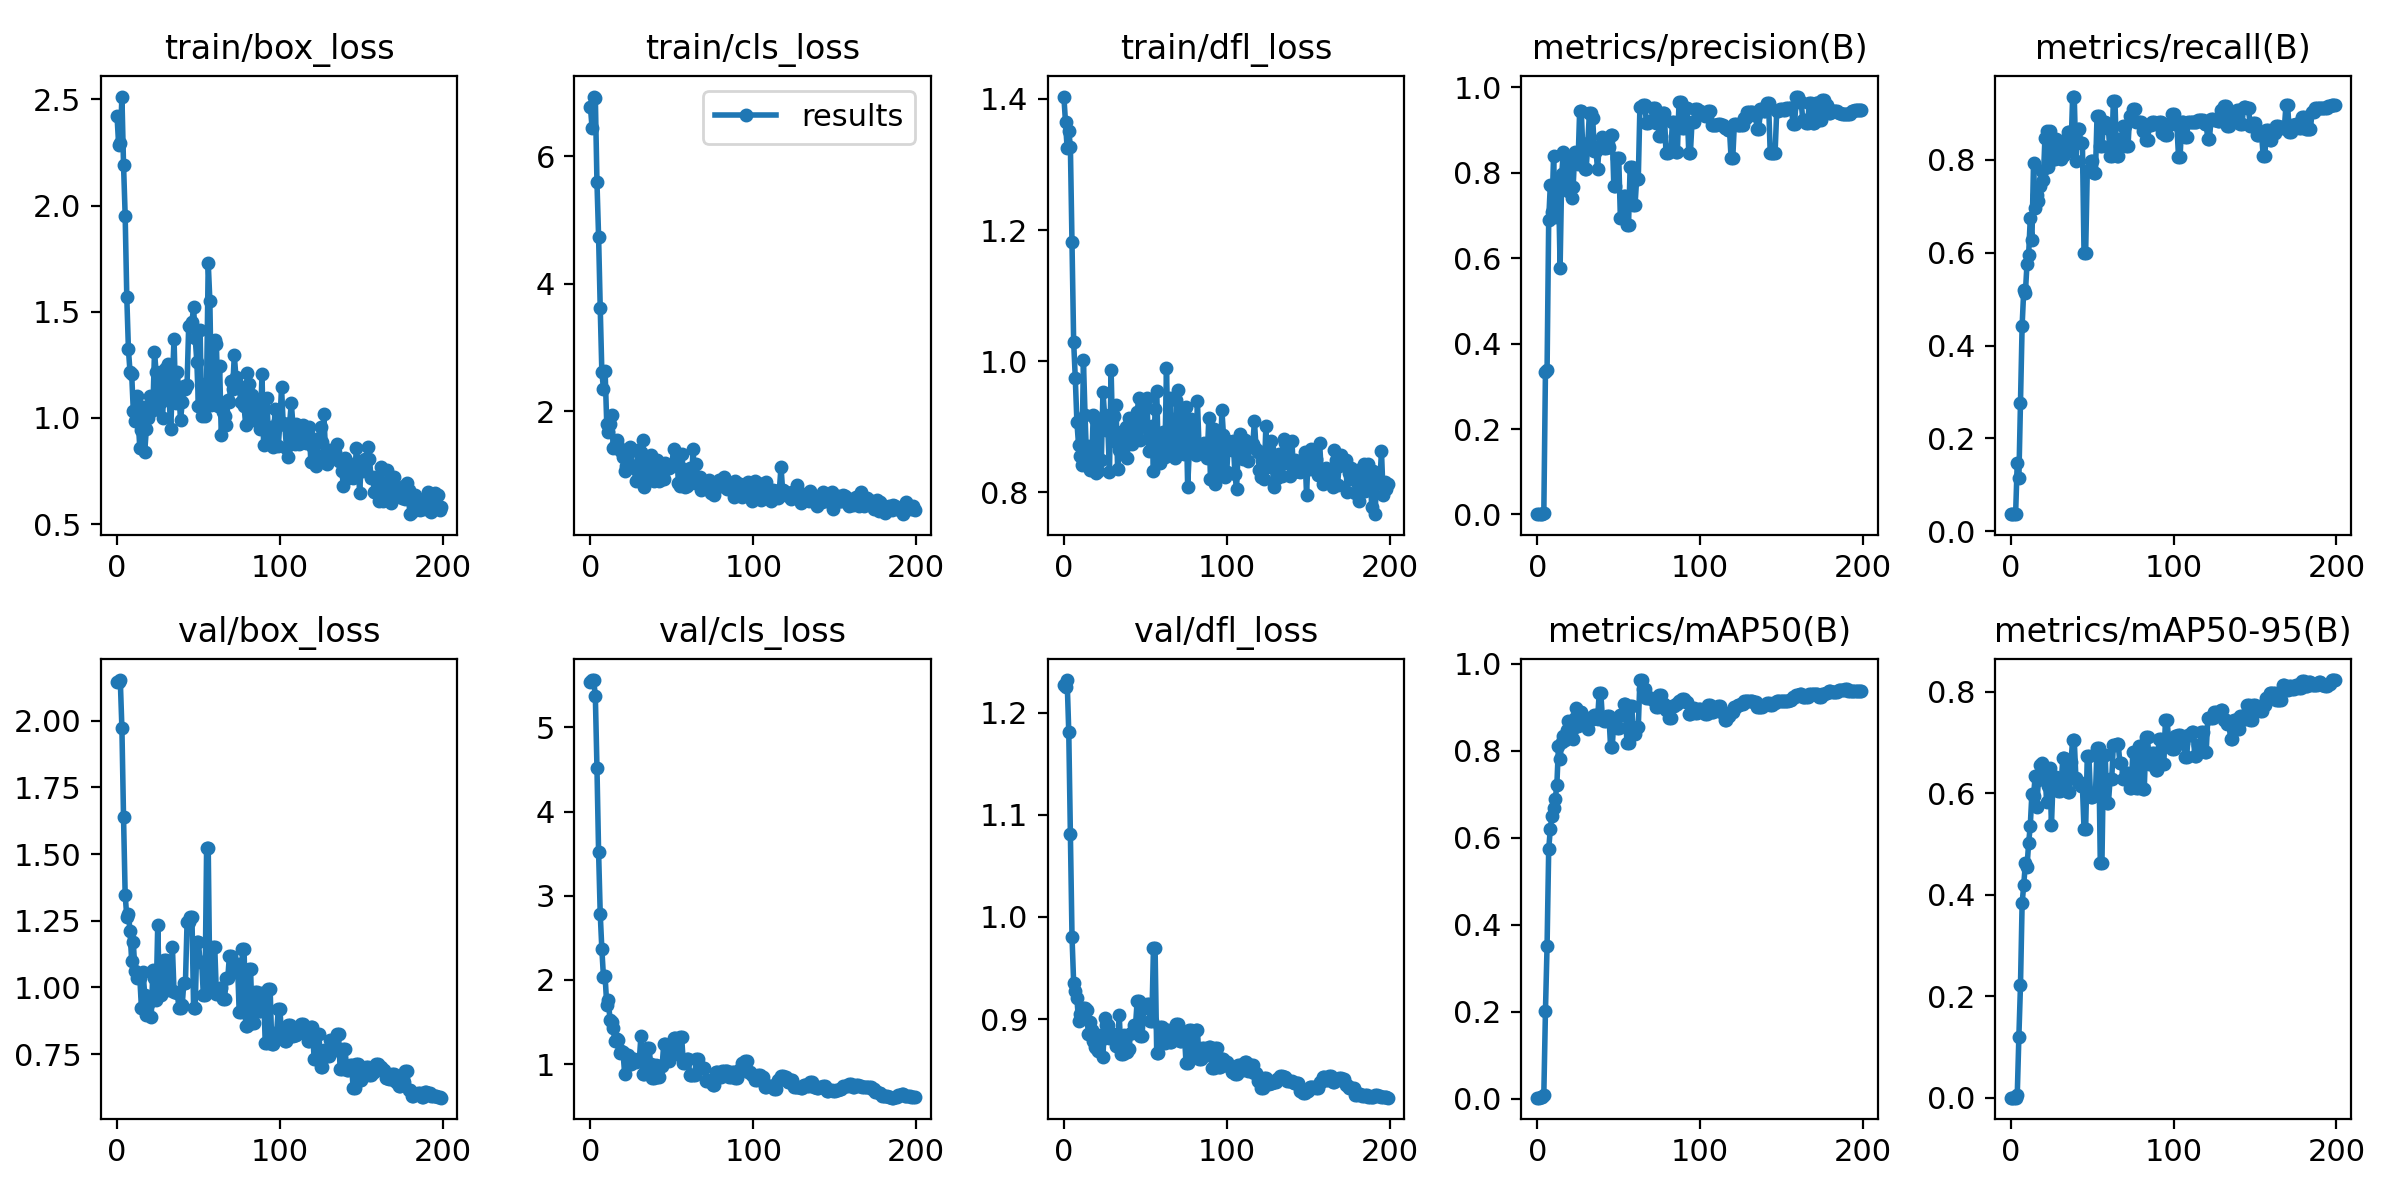 train/box_loss
2.5
2.0
1.5
1.0
0.5
0 100 200
train/cls_loss
results
6
4
2
0 100 200
train/dfl_loss
1.4
1.2
1.0
0.8
0 100 200
metrics/precision(B)
1.0
0.8
0.6
0.4
0.2
0.0
0 100 200
metrics/recall(B)
0.8
0.6
0.4
0.2
0.0
0 100 200
val/box_loss
2.00
1.75
1.50
1.25
1.00
0.75
0 100 200
val/cls_loss
5
4
3
2
1
0 100 200
val/dfl_loss
1.2
1.1
1.0
0.9
0 100 200
metrics/mAP50(B)
1.0
0.8
0.6
0.4
0.2
0.0
0 100 200
metrics/mAP50-95(B)
0.8
0.6
0.4
0.2
0.0
0 100 200